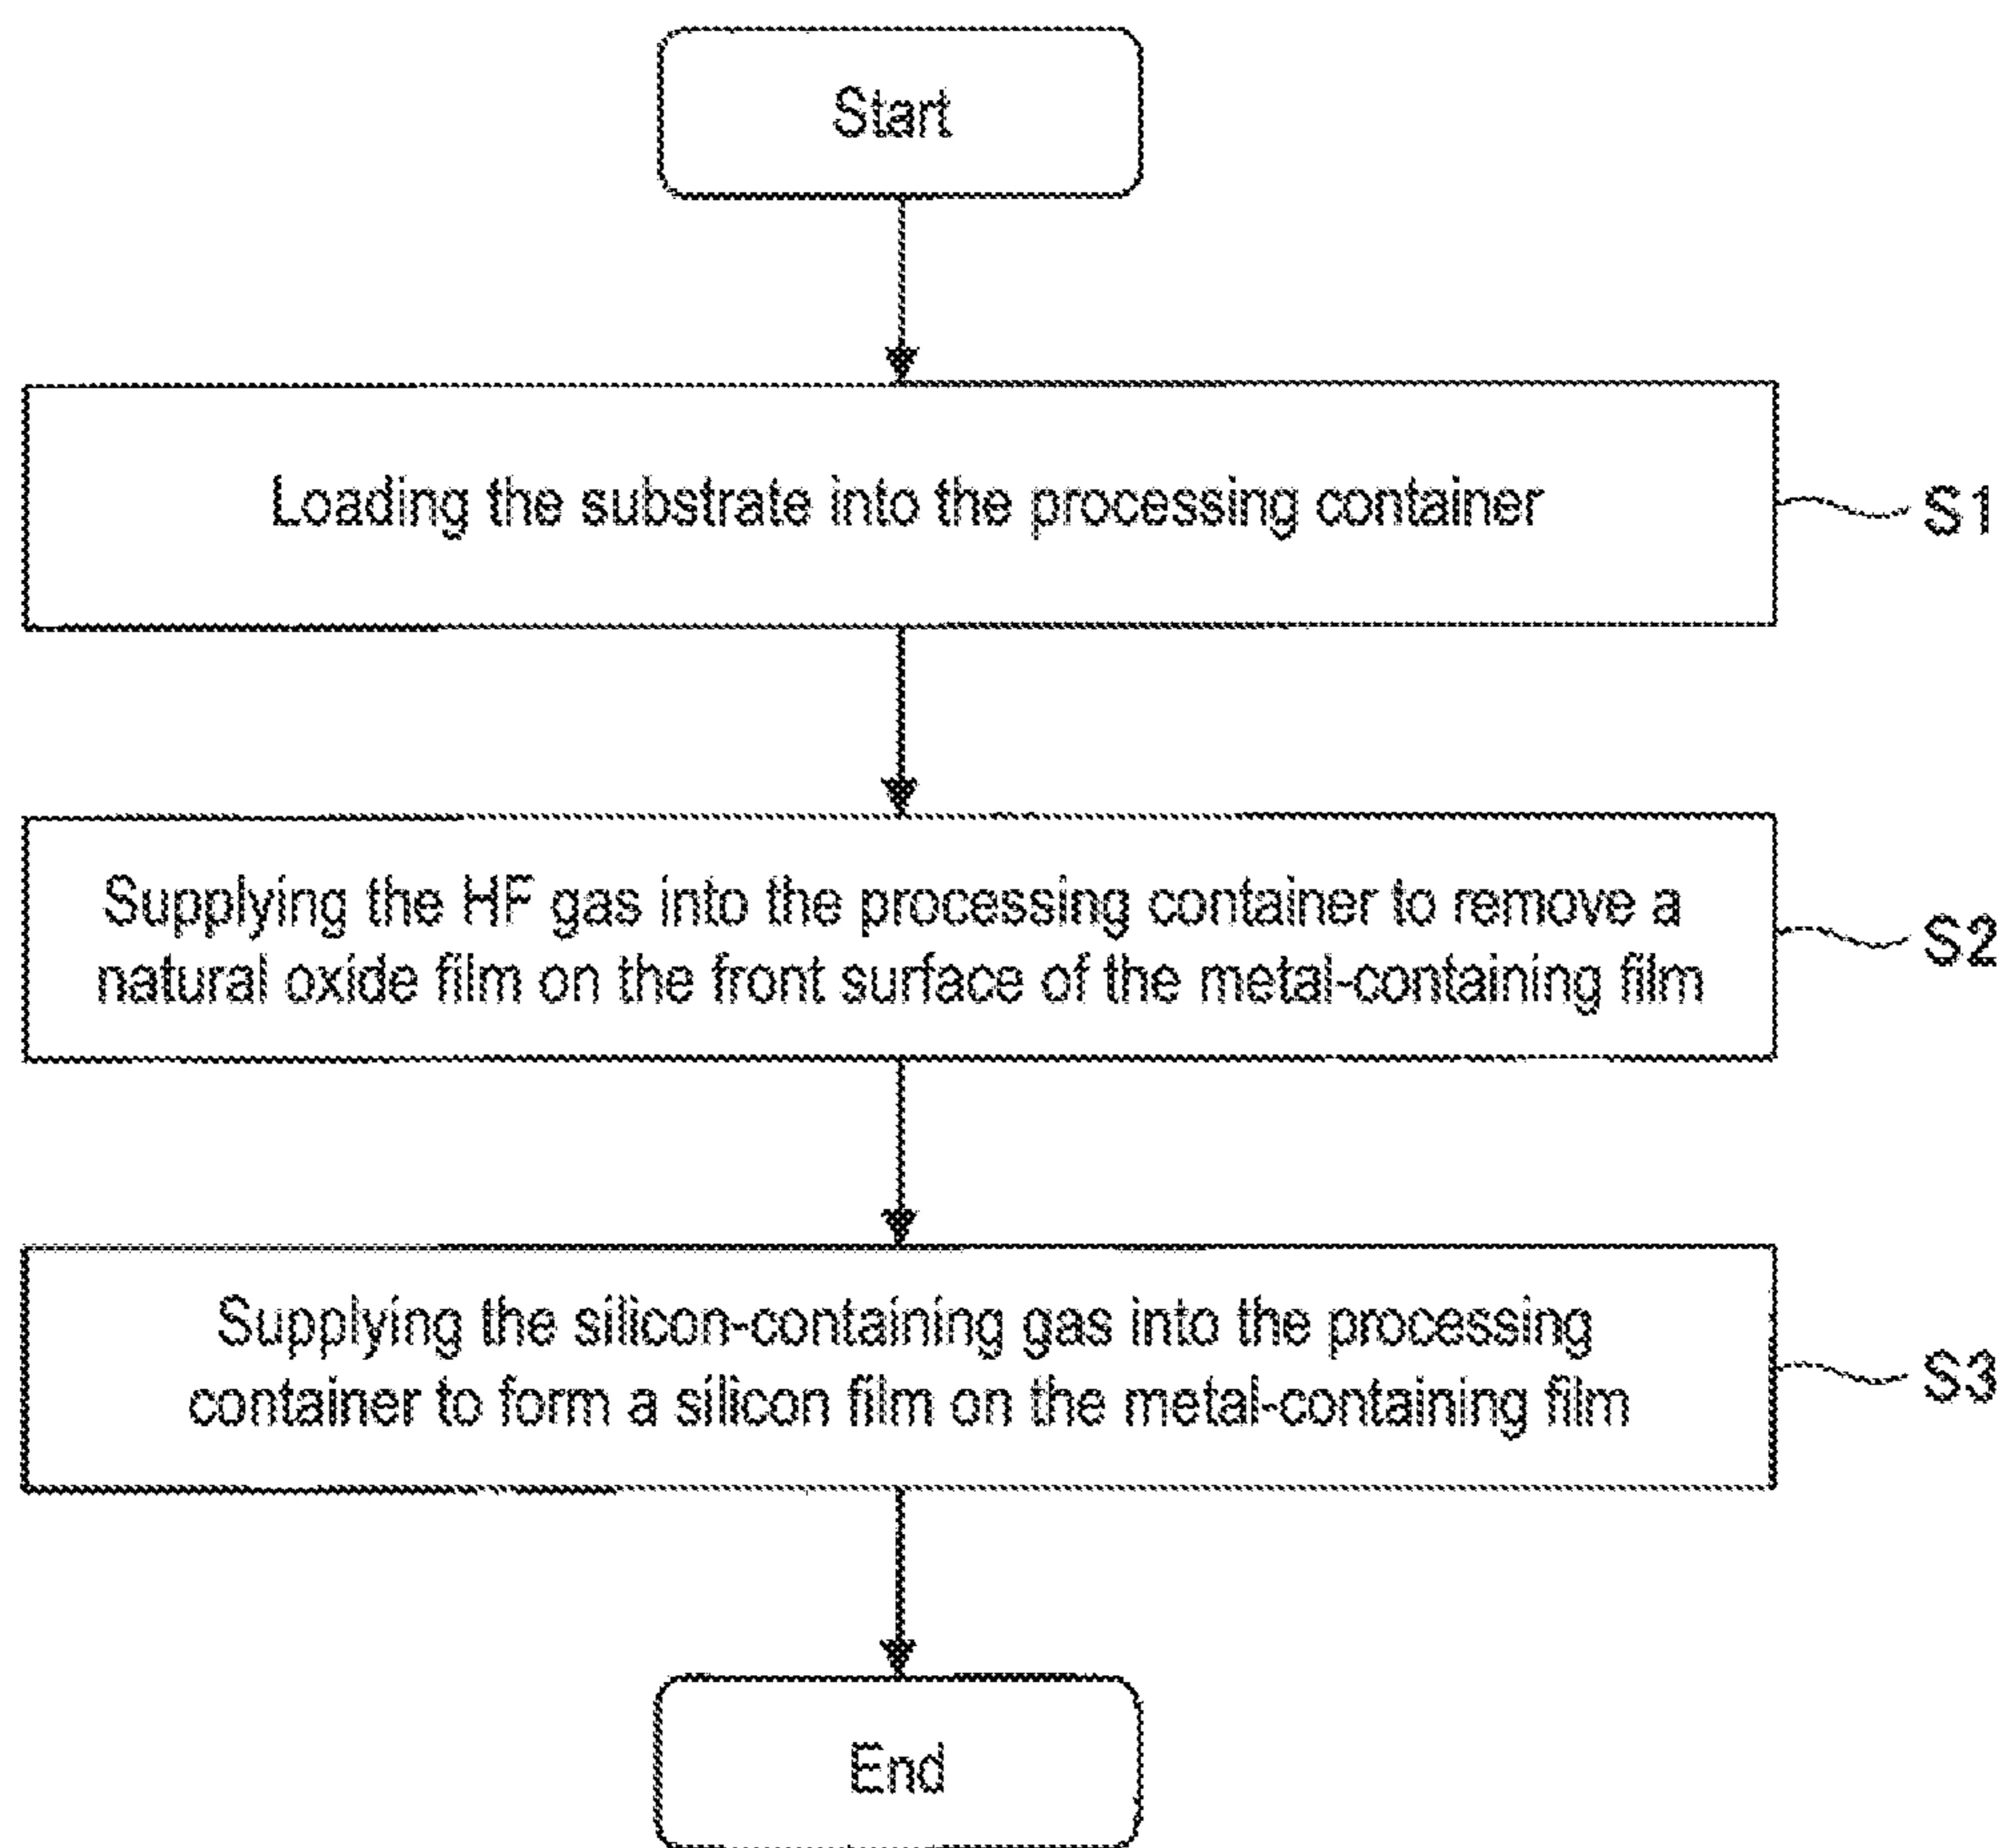 Start
Loading the substrate into the processing container
S1
Supplying the HF gas into the processing container to remove a
natural oxide film on the front surface of the metal-containing film
S2
Supplying the silicon-containing gas into the processing
container to form a silicon film on the metal-containing film
S3
End